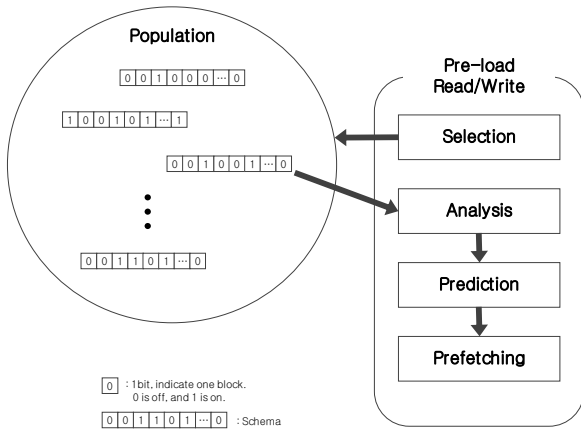 Population
0 0 1 0 0 0 ... 0
1 0 0 1 0 1 ... 1
0 0 1 0 0 1 ... 0
0 0 1 1 0 1 ... 0
Pre-load
Read/Write
Selection
Analysis
Prediction
Prefetching
0 : 1bit, indicate one block.
0 is off, and 1 is on.
0 0 1 1 0 1 ... 0 : Schema